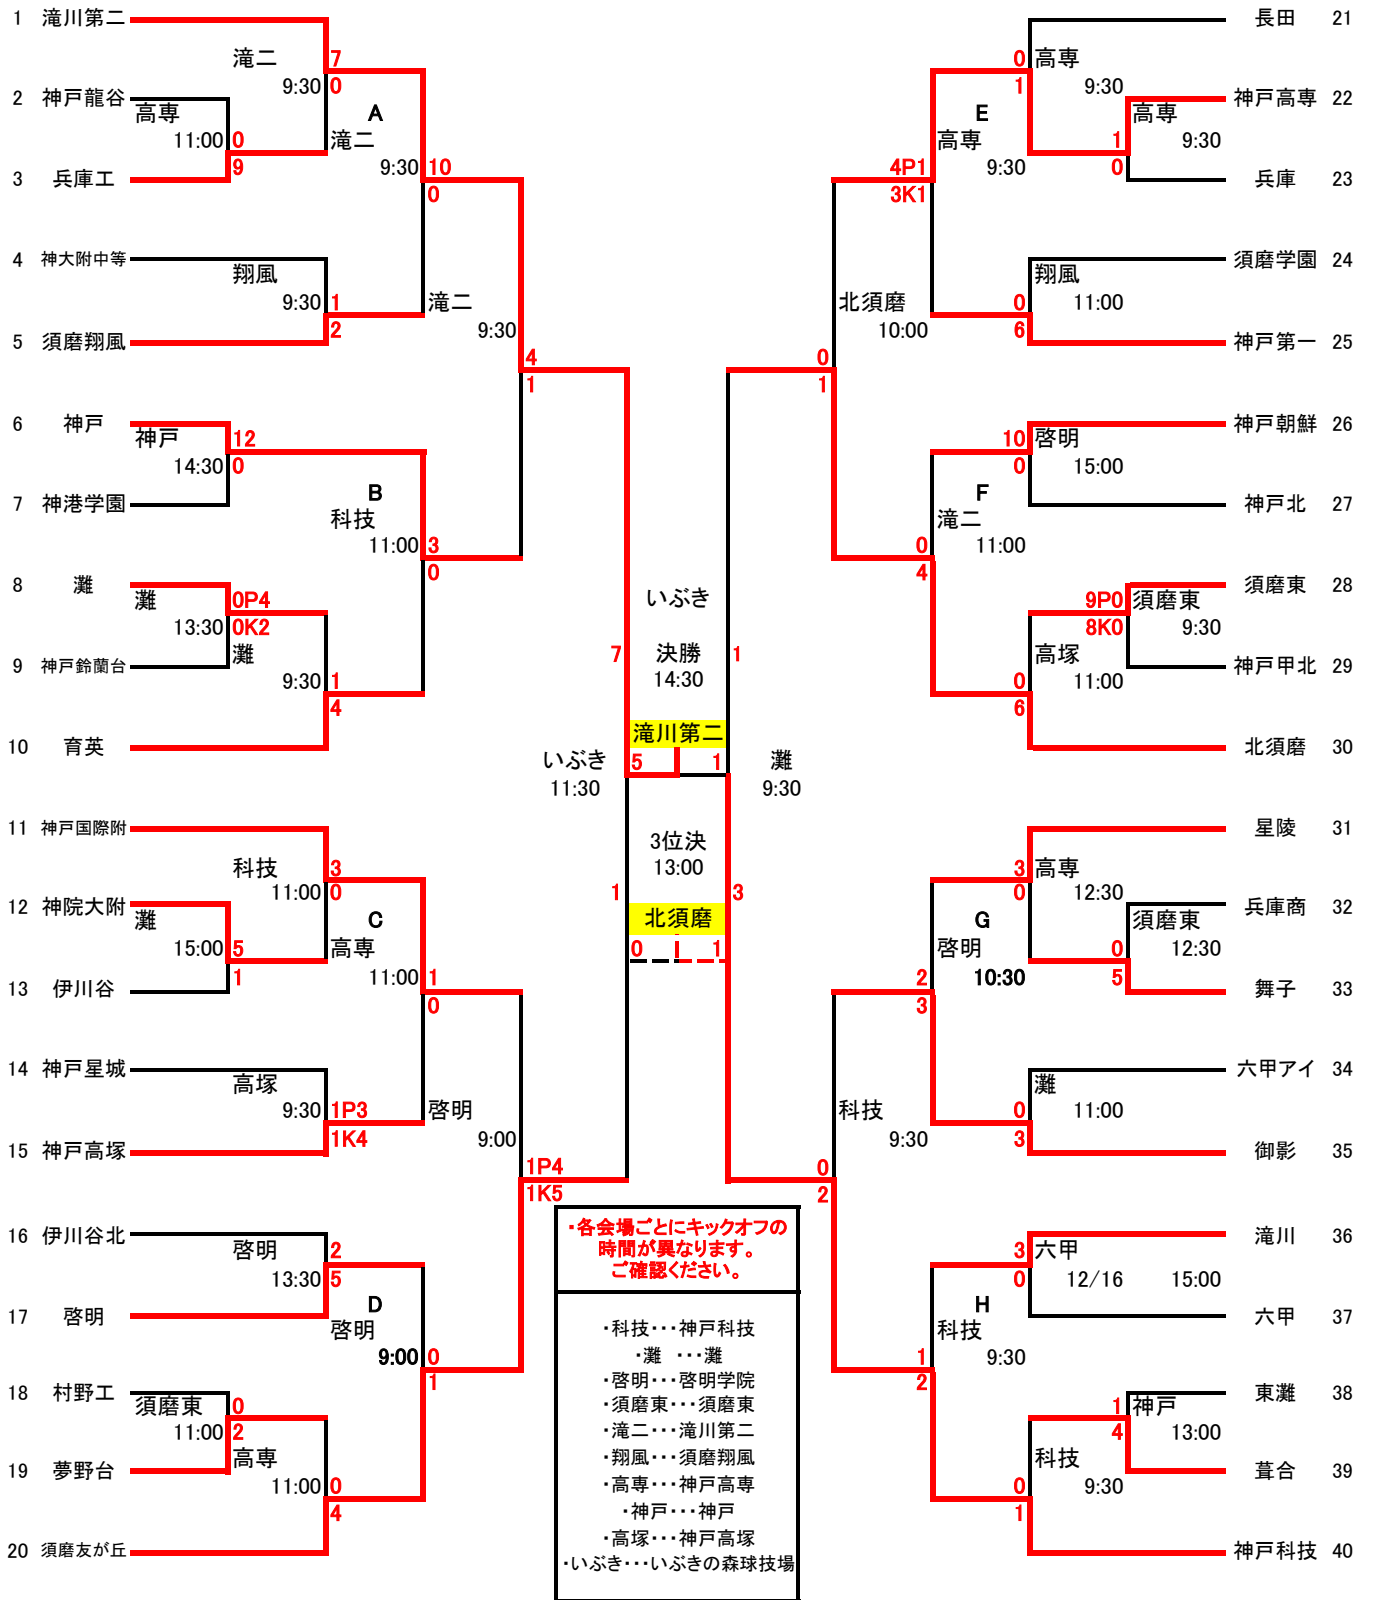 1 滝川第二
滝二
9:30
7
0
2 神戸龍谷
高専
11:00
0
9
3 兵庫工
A
滝二
9:30
10
0
4 神大附中等
翔風
9:30
1
2
5 須磨翔風
滝二
9:30
4
1
6 神戸
神戸
14:30
12
0
7 神港学園
B
科技
11:00
3
0
8 灘
灘
13:30
0P4
0K2
9 神戸鈴蘭台
灘
9:30
1
4
10 育英
いぶき
11:30
7
1
11 神戸国際附
科技
11:00
3
0
12 神院大附
灘
15:00
5
1
13 伊川谷
C
高専
11:00
1
0
14 神戸星城
高塚
9:30
1P3
1K4
15 神戸高塚
啓明
9:00
1P4
1K5
16 伊川谷北
啓明
13:30
2
5
17 啓明
D
啓明
9:00
0
1
18 村野工
須磨東
11:00
0
2
19 夢野台
高専
11:00
0
4
20 須磨友が丘
いぶき
決勝
14:30
滝川第二
5 1
3位決
13:00
北須磨
0 1
・各会場ごとにキックオフの
時間が異なります。
ご確認ください。
・科技・・・神戸科技
・灘 ・・・灘
・啓明・・・啓明学院
・須磨東・・・須磨東
・滝二・・・滝川第二
・翔風・・・須磨翔風
・高専・・・神戸高専
・神戸・・・神戸
・高塚・・・神戸高塚
・いぶき・・・いぶきの森球技場
長田 21
0
1
高専
9:30
神戸高専 22
1
0
高専
9:30
兵庫 23
E
高専
9:30
4P1
3K1
須磨学園 24
翔風
11:00
0
6
神戸第一 25
北須磨
10:00
0
1
神戸朝鮮 26
10
0
啓明
15:00
神戸北 27
F
滝二
11:00
0
4
須磨東 28
9P0
8K0
須磨東
9:30
神戸甲北 29
高塚
11:00
0
6
北須磨 30
灘
9:30
1
3
星陵 31
3
0
高専
12:30
兵庫商 32
須磨東
12:30
0
5
舞子 33
G
啓明
10:30
2
3
六甲アイ 34
灘
11:00
0
3
御影 35
科技
9:30
0
2
滝川 36
3
0
六甲
12/16 15:00
六甲 37
H
科技
9:30
1
2
東灘 38
1
4
神戸
13:00
葺合 39
科技
9:30
0
1
神戸科技 40